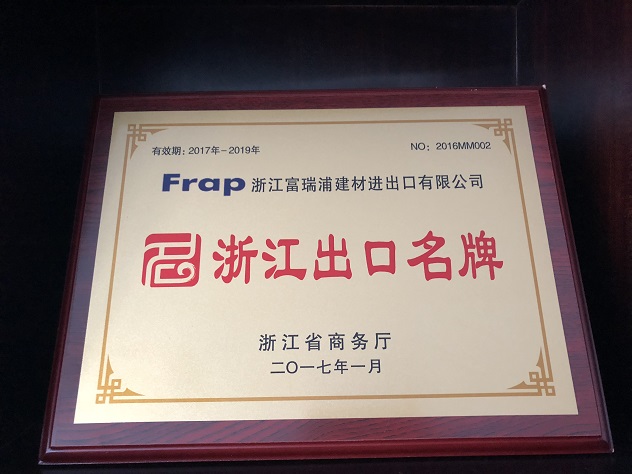 有效期：2017年-2019年 NO：2016MM002
Frap 浙江富瑞浦建材进出口有限公司
浙江出口名牌
浙江省商务厅
二〇一七年一月